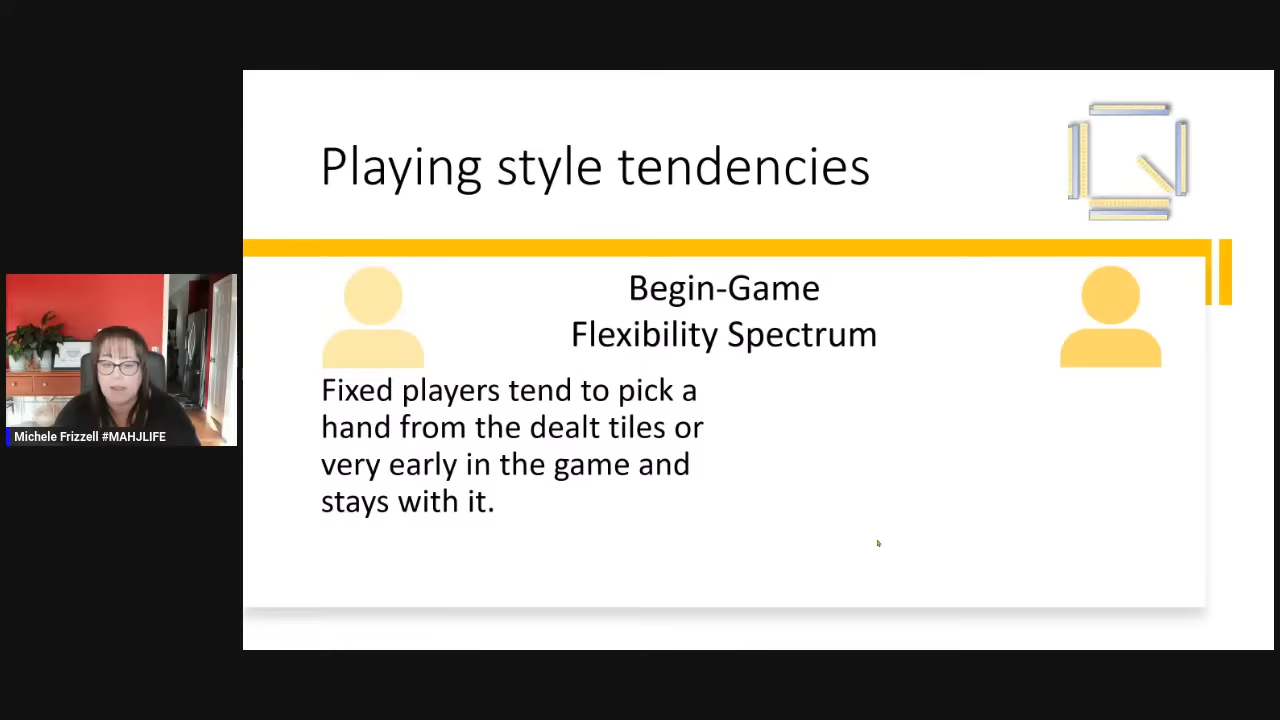 Playing style tendencies
Begin-Game
Flexibility Spectrum
Fixed players tend to pick a
hand from the dealt tiles or
very early in the game and
stays with it.
Michele Frizzell #MAHJLIFE